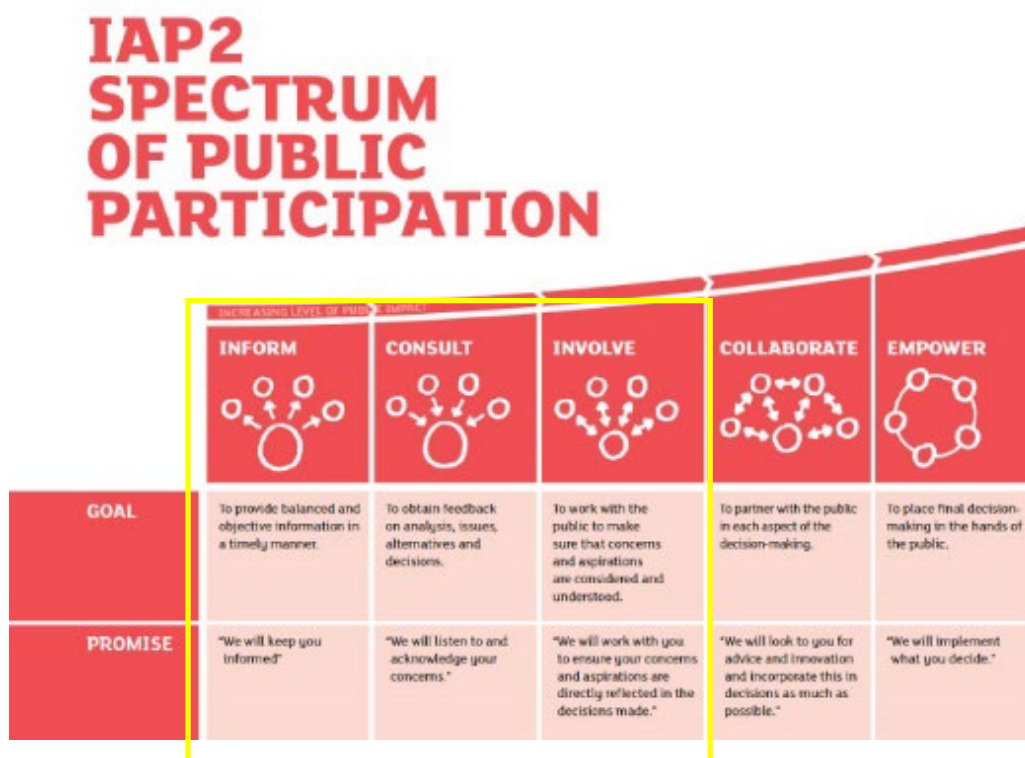 IAP2
SPECTRUM
OF PUBLIC
PARTICIPATION
INCREASING LEVEL OF PUBLIC IMPACT
INFORM
CONSULT
INVOLVE
COLLABORATE
EMPOWER
GOAL
To provide balanced and
objective information in
a timely manner.
To obtain feedback
on analysis, issues,
alternatives and
decisions.
To work with the
public to make
sure that concerns
and aspirations
are considered and
understood.
To partner with the public
in each aspect of the
decision-making.
To place final decision-
making in the hands of
the public.
PROMISE
"We will keep you
informed"
"We will listen to and
acknowledge your
concerns."
"We will work with you
to ensure your concerns
and aspirations are
directly reflected in the
decisions made."
"We will look to you for
advice and innovation
and incorporate this in
decisions as much as
possible."
"We will implement
what you decide."